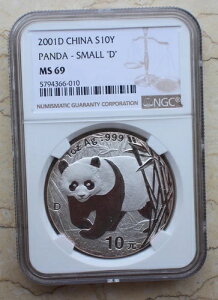 2001D CHINA S10Y
PANDA - SMALL 'D'
MS 69
5794366-010
NGC
NUMISMATIC GUARANTY CORPORATION
1oz Ag .999
D
10元